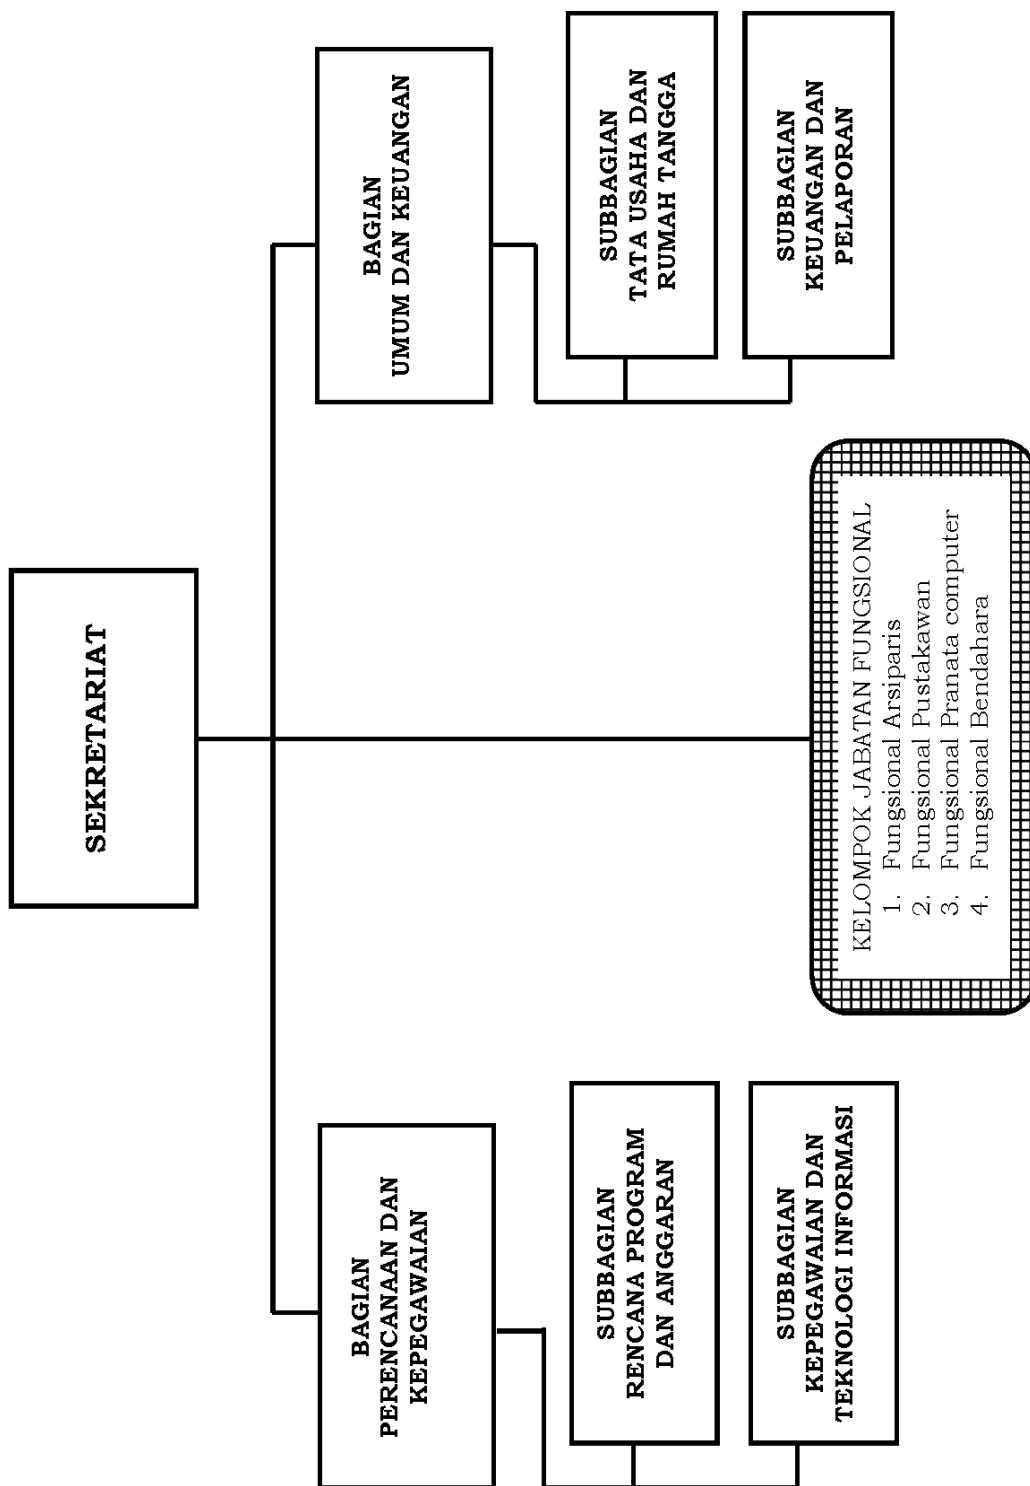 SEKRETARIAT
BAGIAN
PERENCANAAN DAN
KEPEGAWAIAN
BAGIAN
UMUM DAN KEUANGAN
SUBBAGIAN
RENCANA PROGRAM
DAN ANGGARAN
SUBBAGIAN
KEPEGAWAIAN DAN
TEKNOLOGI INFORMASI
SUBBAGIAN
TATA USAHA DAN
RUMAH TANGGA
SUBBAGIAN
KEUANGAN DAN
PELAPORAN
KELOMPOK JABATAN FUNGSIONAL
1. Fungsional Arsiparis
2. Fungsional Pustakawan
3. Fungsional Pranata computer
4. Fungsional Bendahara